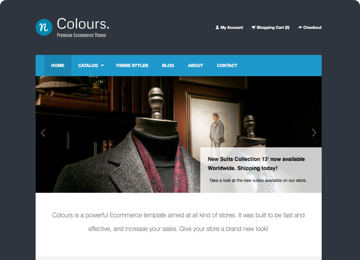 n Colours.
Premium Ecommerce Theme
My Account Shopping Cart (0) Checkout
HOME CATALOG THEME STYLES BLOG ABOUT CONTACT
New Suits Collection 13' now available
Worldwide. Shipping today!
Take a look at the new suites available on our store.
Colours is a powerful Ecommerce template aimed at all kind of stores. It was built to be fast and
effective, and increase your sales. Give your store a brand new look!